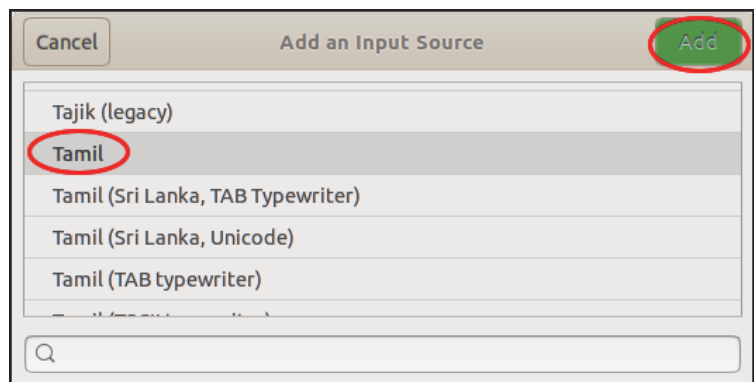 Cancel Add an Input Source Add
Tajik (legacy)
Tamil
Tamil (Sri Lanka, TAB Typewriter)
Tamil (Sri Lanka, Unicode)
Tamil (TAB typewriter)